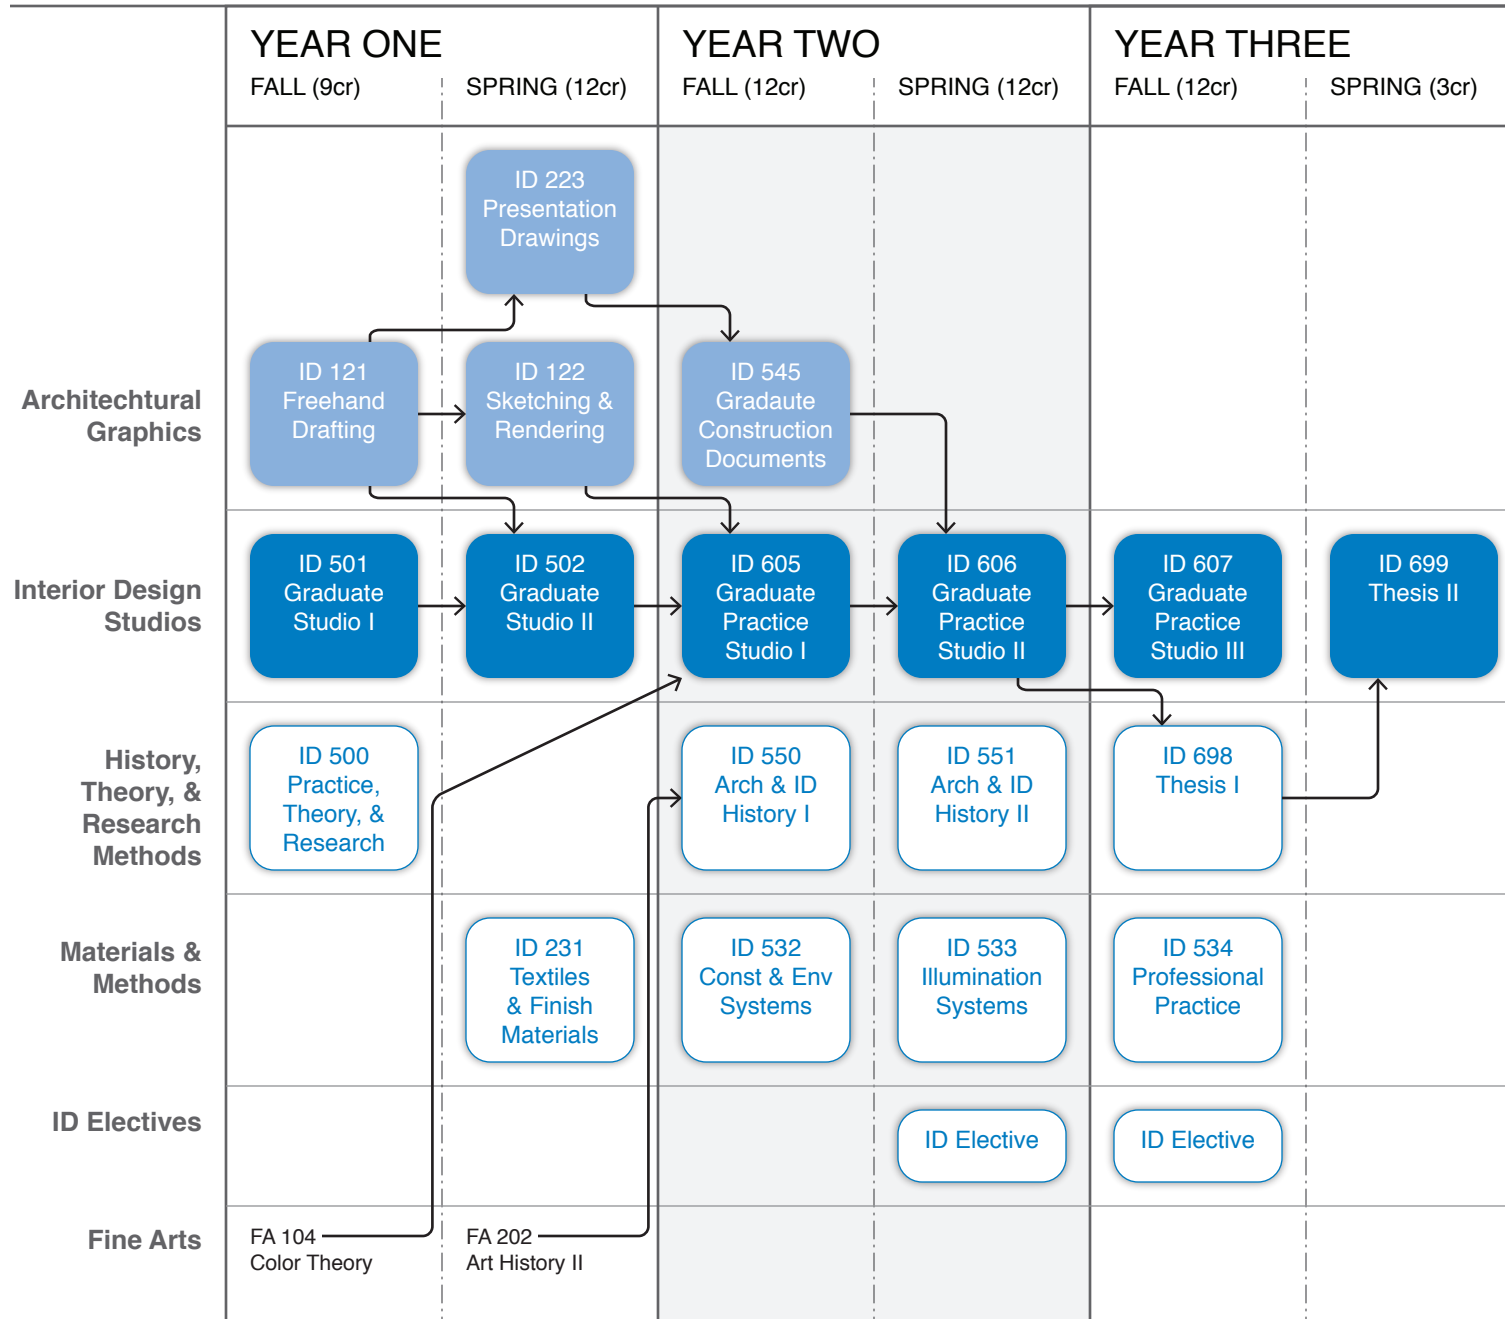 YEAR ONE
YEAR TWO
YEAR THREE
FALL (9cr)
SPRING (12cr)
FALL (12cr)
SPRING (12cr)
FALL (12cr)
SPRING (3cr)
ID 223
Presentation
Drawings
Architechtural
Graphics
ID 121
Freehand
Drafting
ID 122
Sketching &
Rendering
ID 545
Gradaute
Construction
Documents
Interior Design
Studios
ID 501
Graduate
Studio I
ID 502
Graduate
Studio II
ID 605
Graduate
Practice
Studio I
ID 606
Graduate
Practice
Studio II
ID 607
Graduate
Practice
Studio III
ID 699
Thesis II
History,
Theory, &
Research
Methods
ID 500
Practice,
Theory, &
Research
ID 550
Arch & ID
History I
ID 551
Arch & ID
History II
ID 698
Thesis I
Materials &
Methods
ID 231
Textiles
& Finish
Materials
ID 532
Const & Env
Systems
ID 533
Illumination
Systems
ID 534
Professional
Practice
ID Electives
ID Elective
ID Elective
Fine Arts
FA 104
Color Theory
FA 202
Art History II